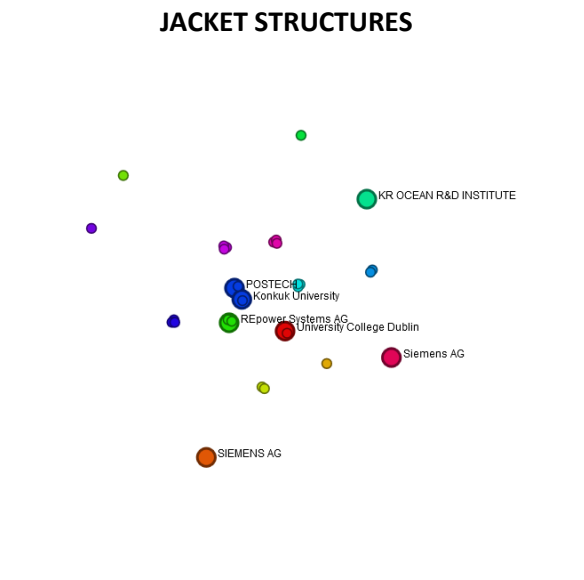 JACKET STRUCTURES
KR OCEAN R&D INSTITUTE
POSTECH
Konkuk University
REpower Systems AG
University College Dublin
Siemens AG
SIEMENS AG